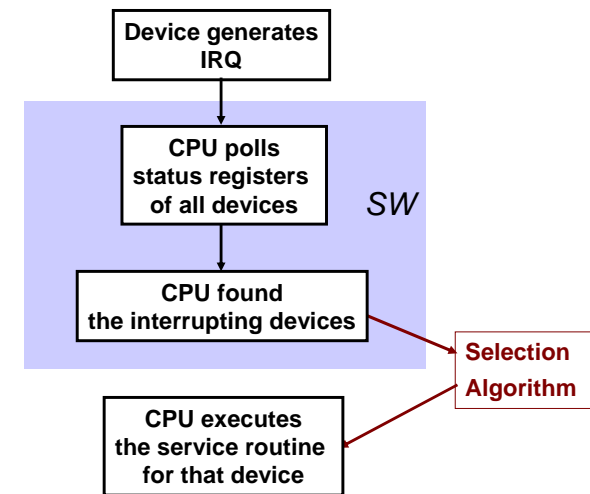 Device generates
IRQ
CPU polls
status registers
of all devices
SW
CPU found
the interrupting devices
Selection
Algorithm
CPU executes
the service routine
for that device